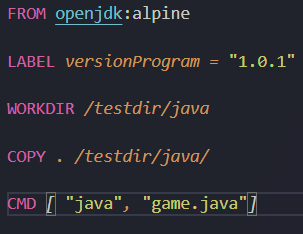 FROM openjdk:alpine
LABEL versionProgram = "1.0.1"
WORKDIR /testdir/java
COPY . /testdir/java/
CMD [ "java", "game.java"]